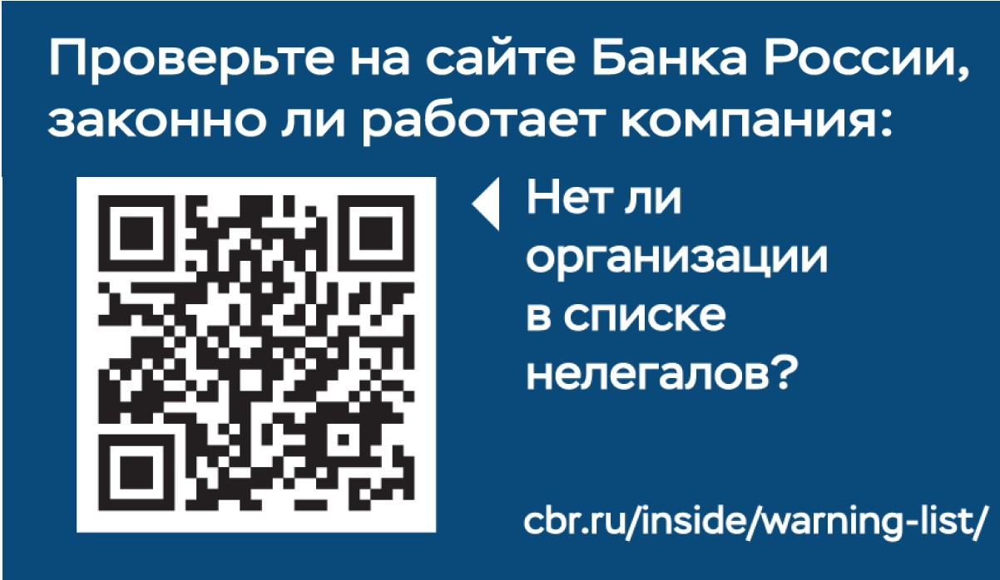 Проверьте на сайте Банка России,
законно ли работает компания:
Нет ли
организации
в списке
нелегалов?
cbr.ru/inside/warning-list/